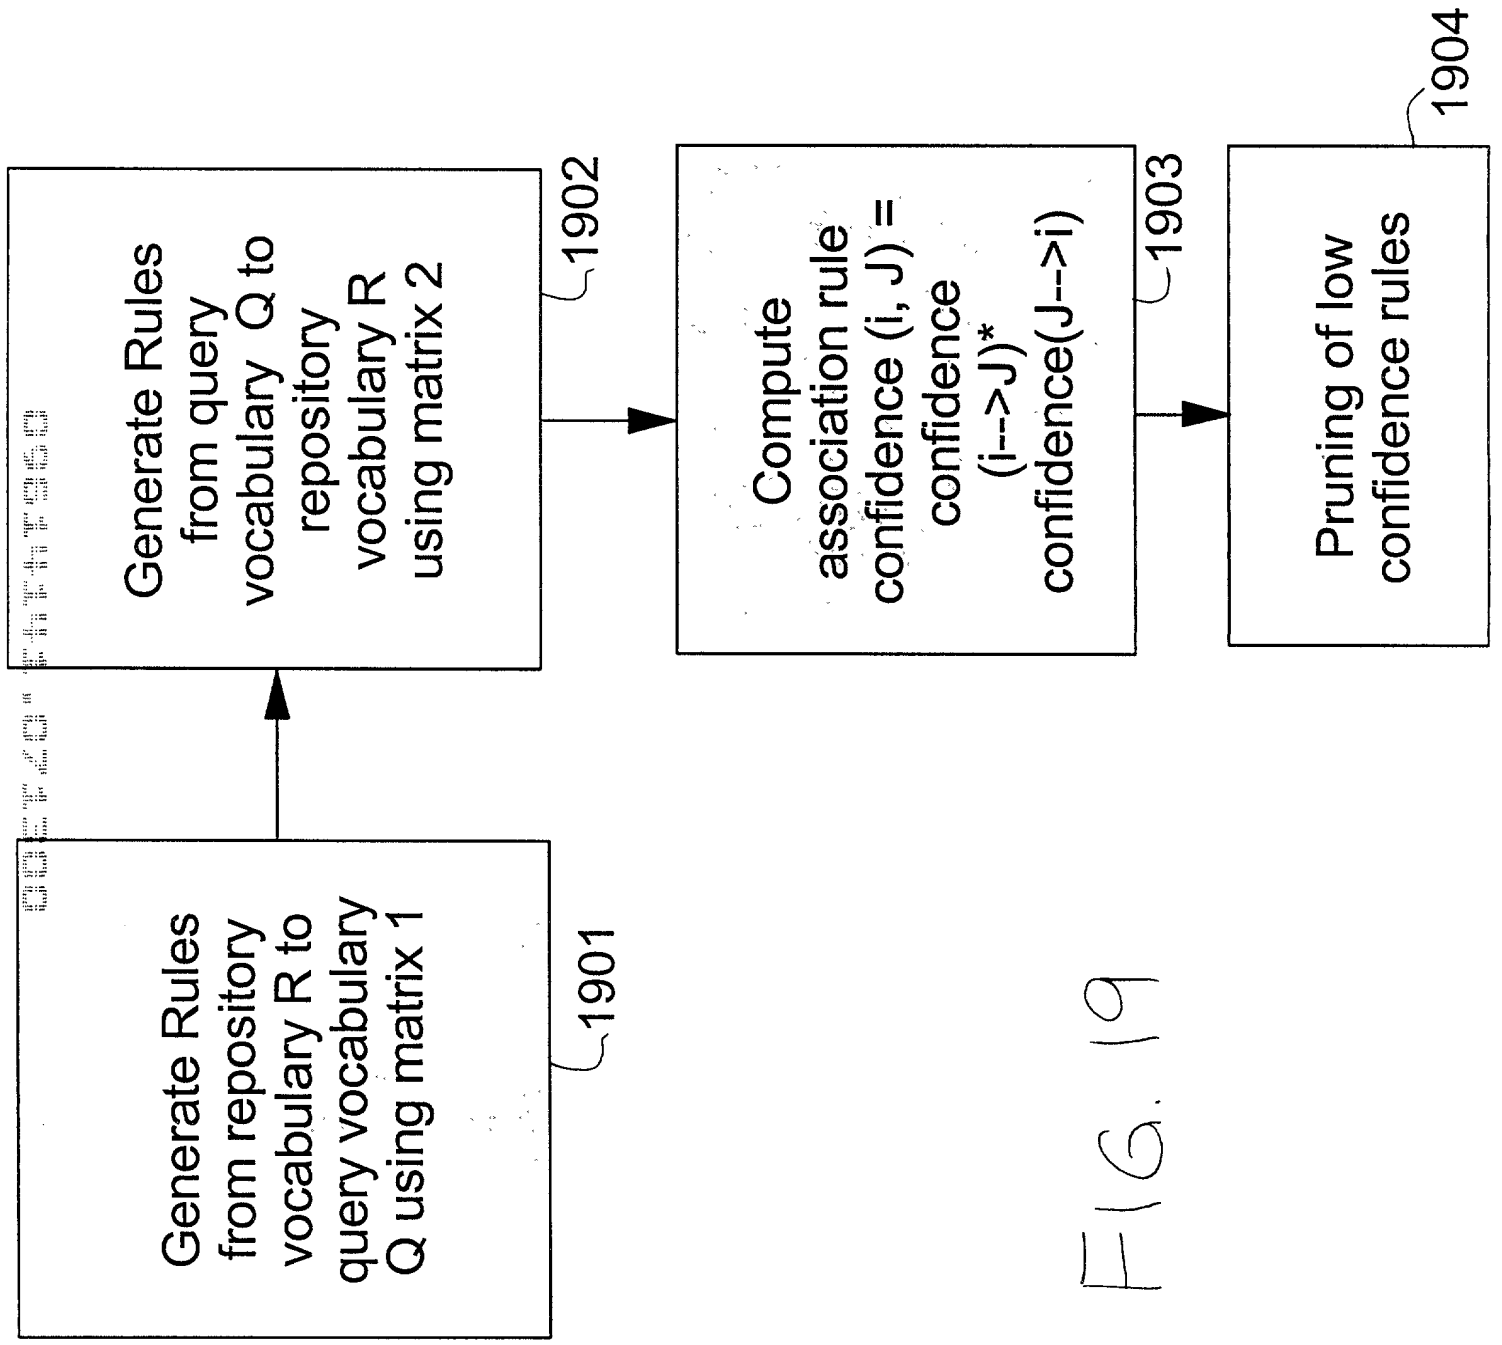 Generate Rules
from repository
vocabulary R to
query vocabulary
Q using matrix 1
1901
Generate Rules
from query
vocabulary Q to
repository
vocabulary R
using matrix 2
1902
Compute
association rule
confidence (i, J) =
confidence
(i-->J)*
confidence(J-->i)
1903
Pruning of low
confidence rules
1904
FIG. 19